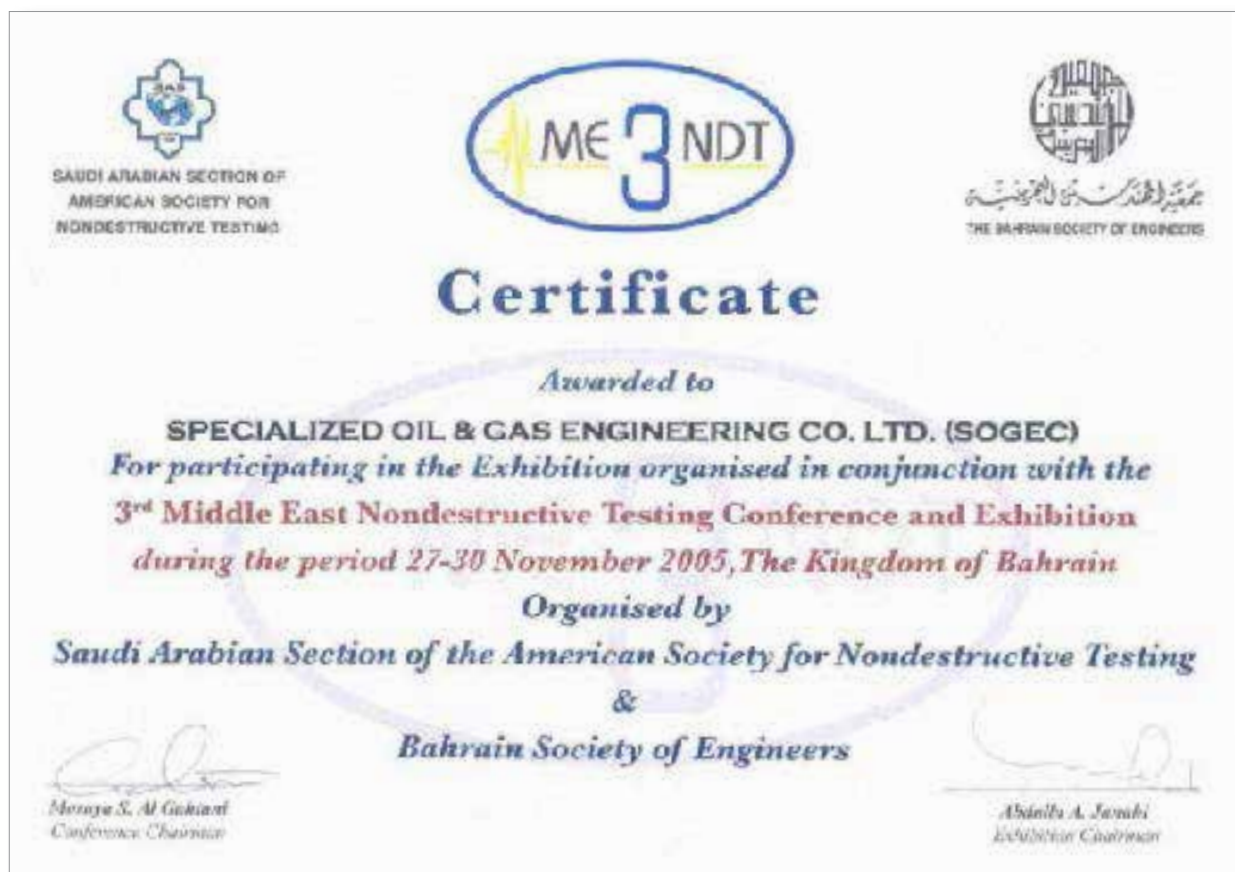 SAS
SAUDI ARABIAN SECTION OF
AMERICAN SOCIETY FOR
NONDESTRUCTIVE TESTING
ME 3 NDT
THE BAHRAIN SOCIETY OF ENGINEERS
Certificate
Awarded to
SPECIALIZED OIL & GAS ENGINEERING CO. LTD. (SOGEC)
For participating in the Exhibition organised in conjunction with the
3rd Middle East Nondestructive Testing Conference and Exhibition
during the period 27-30 November 2005, The Kingdom of Bahrain
Organised by
Saudi Arabian Section of the American Society for Nondestructive Testing
&
Bahrain Society of Engineers
S. Al
Conference Chairman
A. Janahi
Exhibition Chairman